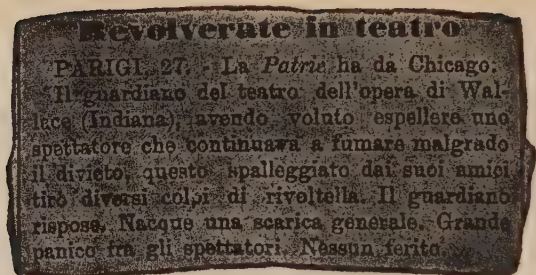 Revolverate in teatro
PARIGI, 27. - La Patrie ha da Chicago:
Il guardiano del teatro dell'opera di Wal-
lace (Indiana), avendo voluto espellere uno
spettatore che continuava a fumare malgrado
il divieto, questo spalleggiato dai suoi amici
tirò diversi colpi di rivoltella. Il guardiano
rispose. Nacque una scarica generale. Grande
panico fra gli spettatori. Nessun ferito.